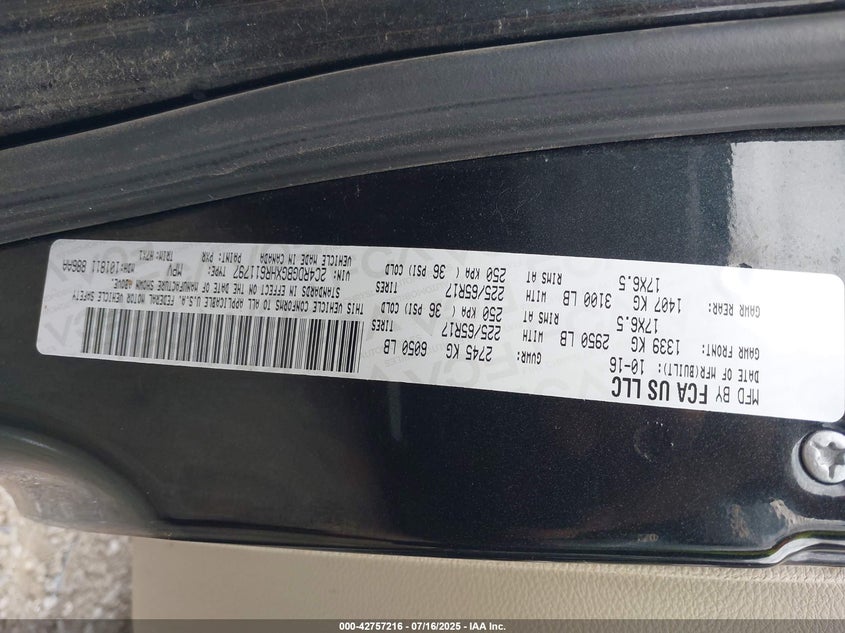 MFD BY FCA US LLC
DATE OF MFR(BUILT): 10-16
GVWR: 2745 KG 6050 LB
GAWR FRONT: 1339 KG 2950 LB WITH 225/65R17 TIRES
17X6.5 RIMS AT 250 KPA ( 36 PSI) COLD
GAWR REAR: 1407 KG 3100 LB WITH 225/65R17 TIRES
17X6.5 RIMS AT 250 KPA ( 36 PSI) COLD
THIS VEHICLE CONFORMS TO ALL APPLICABLE U.S.A. FEDERAL MOTOR VEHICLE SAFETY
STANDARDS IN EFFECT ON THE DATE OF MANUFACTURE SHOWN ABOVE.
VIN: 2C4RDGBGXHR611797 TYPE: MPV MDH:101811 886AA
VEHICLE MADE IN CANADA PAINT: PXR TRIM: M7X1
000-42757216 - 07/16/2025 - IAA Inc.